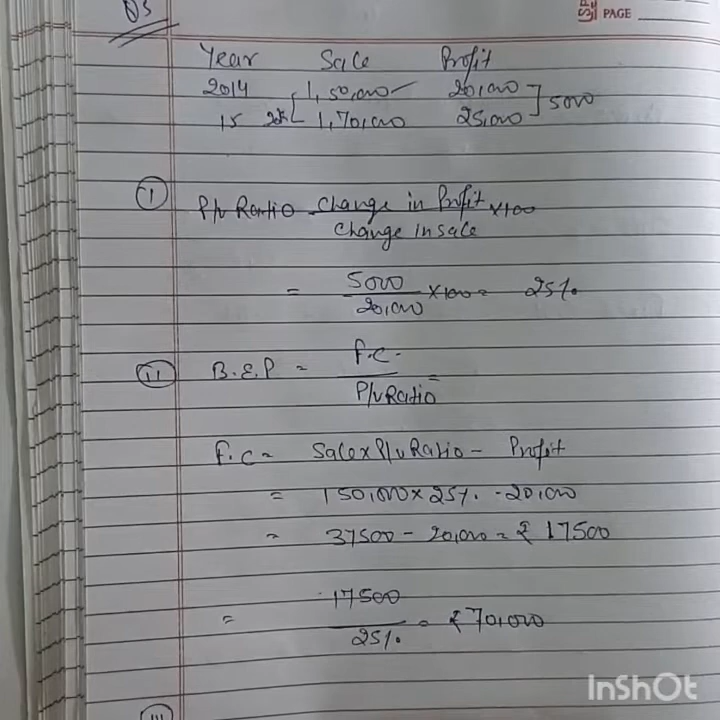 Q3
PAGE
Year Sale Profit
2014 1,50,000 20,000
15 1,70,000 25,000 5000
(I) P/v Ratio Change in Profit ×100
Change in sale
= 5000 ×100 = 25%
20,000
(II) B.E.P = F.C.
P/v Ratio =
F.C = Sale × P/v Ratio - Profit
= 150,000 × 25% - 20,000
= 37500 - 20,000 = ₹ 17500
= 17500 = ₹ 70,000
25%
(III)
InShOt